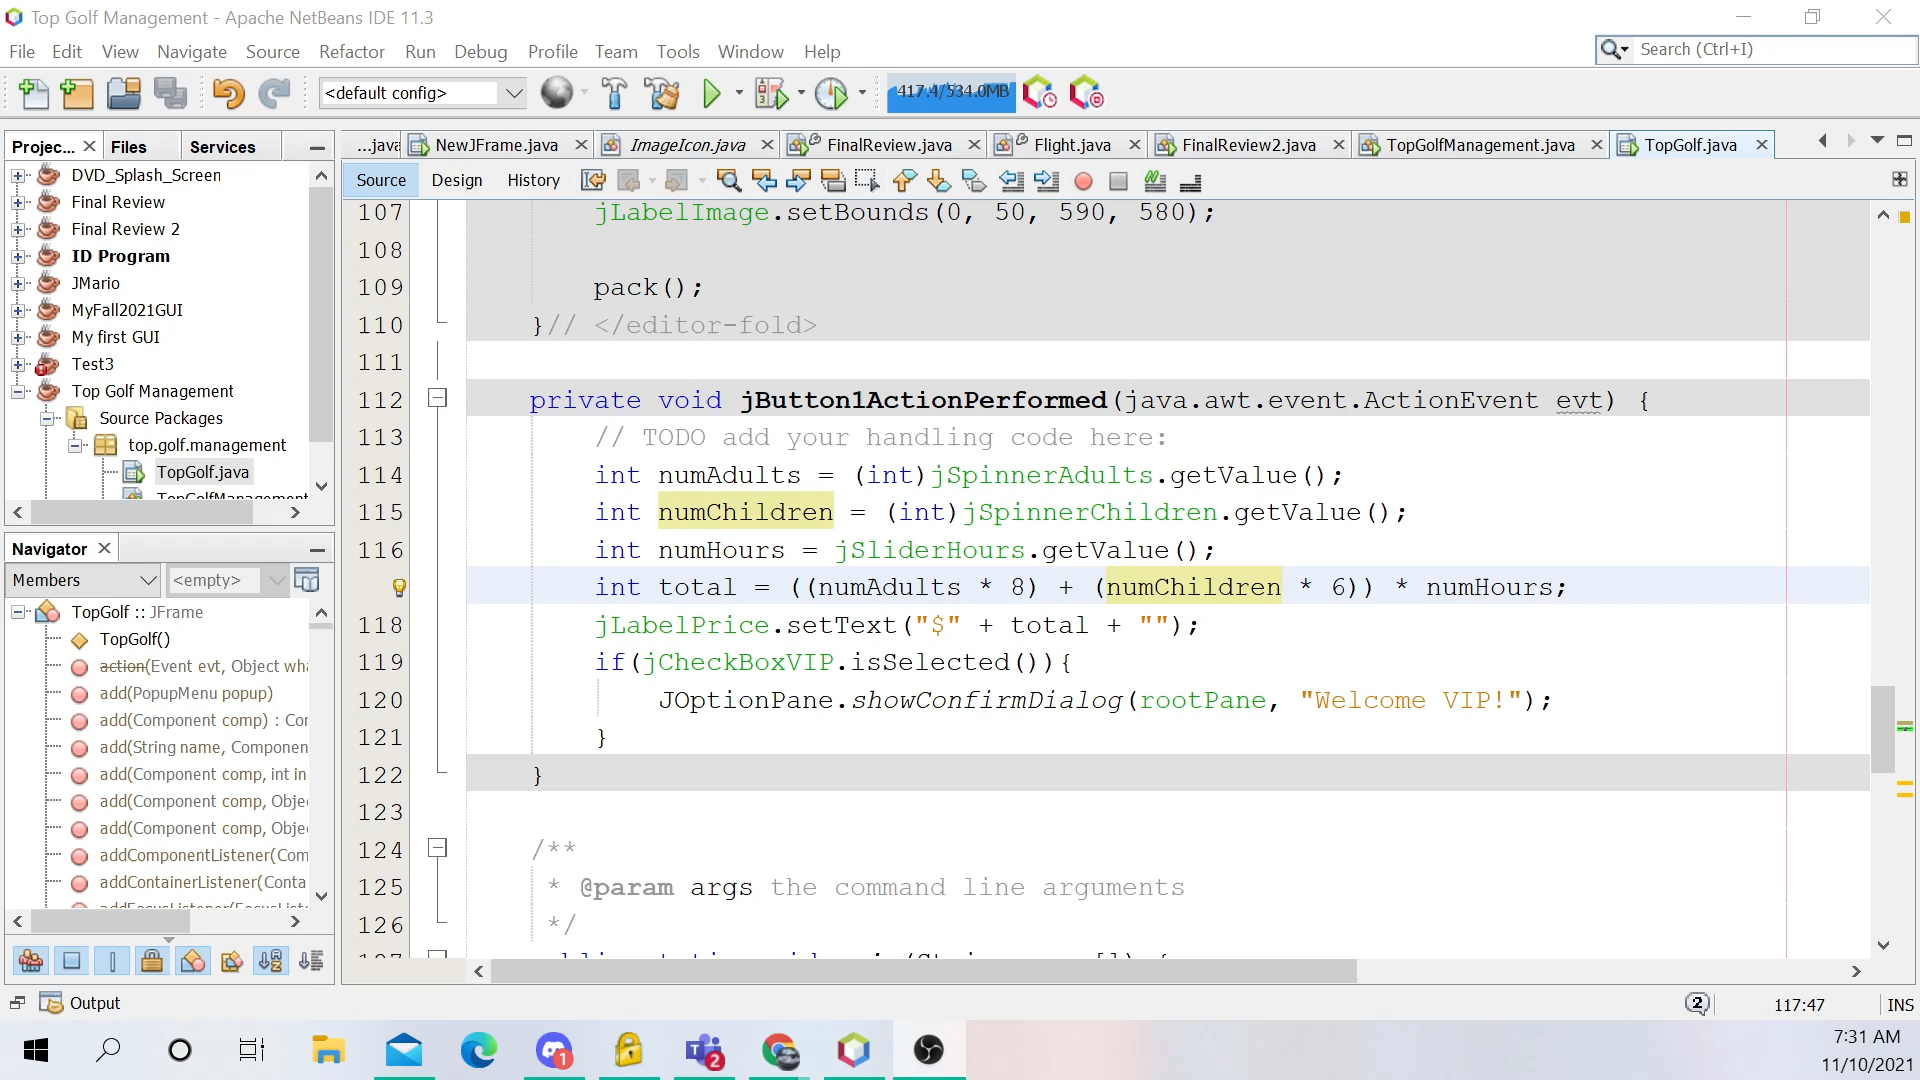 Top Golf Management - Apache NetBeans IDE 11.3
File Edit View Navigate Source Refactor Run Debug Profile Team Tools Window Help
Search (Ctrl+I)
<default config>
417.4/534.0MB
Projec... Files Services
...java NewJFrame.java ImageIcon.java FinalReview.java Flight.java FinalReview2.java TopGolfManagement.java TopGolf.java
Source Design History
DVD_Splash_Screen
Final Review
Final Review 2
ID Program
JMario
MyFall2021GUI
My first GUI
Test3
Top Golf Management
Source Packages
top.golf.management
TopGolf.java
TopGolfManagement
Navigator
Members <empty>
TopGolf :: JFrame
TopGolf()
action(Event evt, Object wha
add(PopupMenu popup)
add(Component comp) : Cor
add(String name, Componen
add(Component comp, int in
add(Component comp, Obje
add(Component comp, Obje
addComponentListener(Com
addContainerListener(Conta
addFocusListener(FocusListe
107 jLabelImage.setBounds(0, 50, 590, 580);
108
109 pack();
110 }// </editor-fold>
111
112 private void jButton1ActionPerformed(java.awt.event.ActionEvent evt) {
113 // TODO add your handling code here:
114 int numAdults = (int)jSpinnerAdults.getValue();
115 int numChildren = (int)jSpinnerChildren.getValue();
116 int numHours = jSliderHours.getValue();
int total = ((numAdults * 8) + (numChildren * 6)) * numHours;
118 jLabelPrice.setText("$" + total + "");
119 if(jCheckBoxVIP.isSelected()){
120 JOptionPane.showConfirmDialog(rootPane, "Welcome VIP!");
121 }
122 }
123
124 /**
125 * @param args the command line arguments
126 */
Output
2
117:47
INS
1
2
7:31 AM
11/10/2021